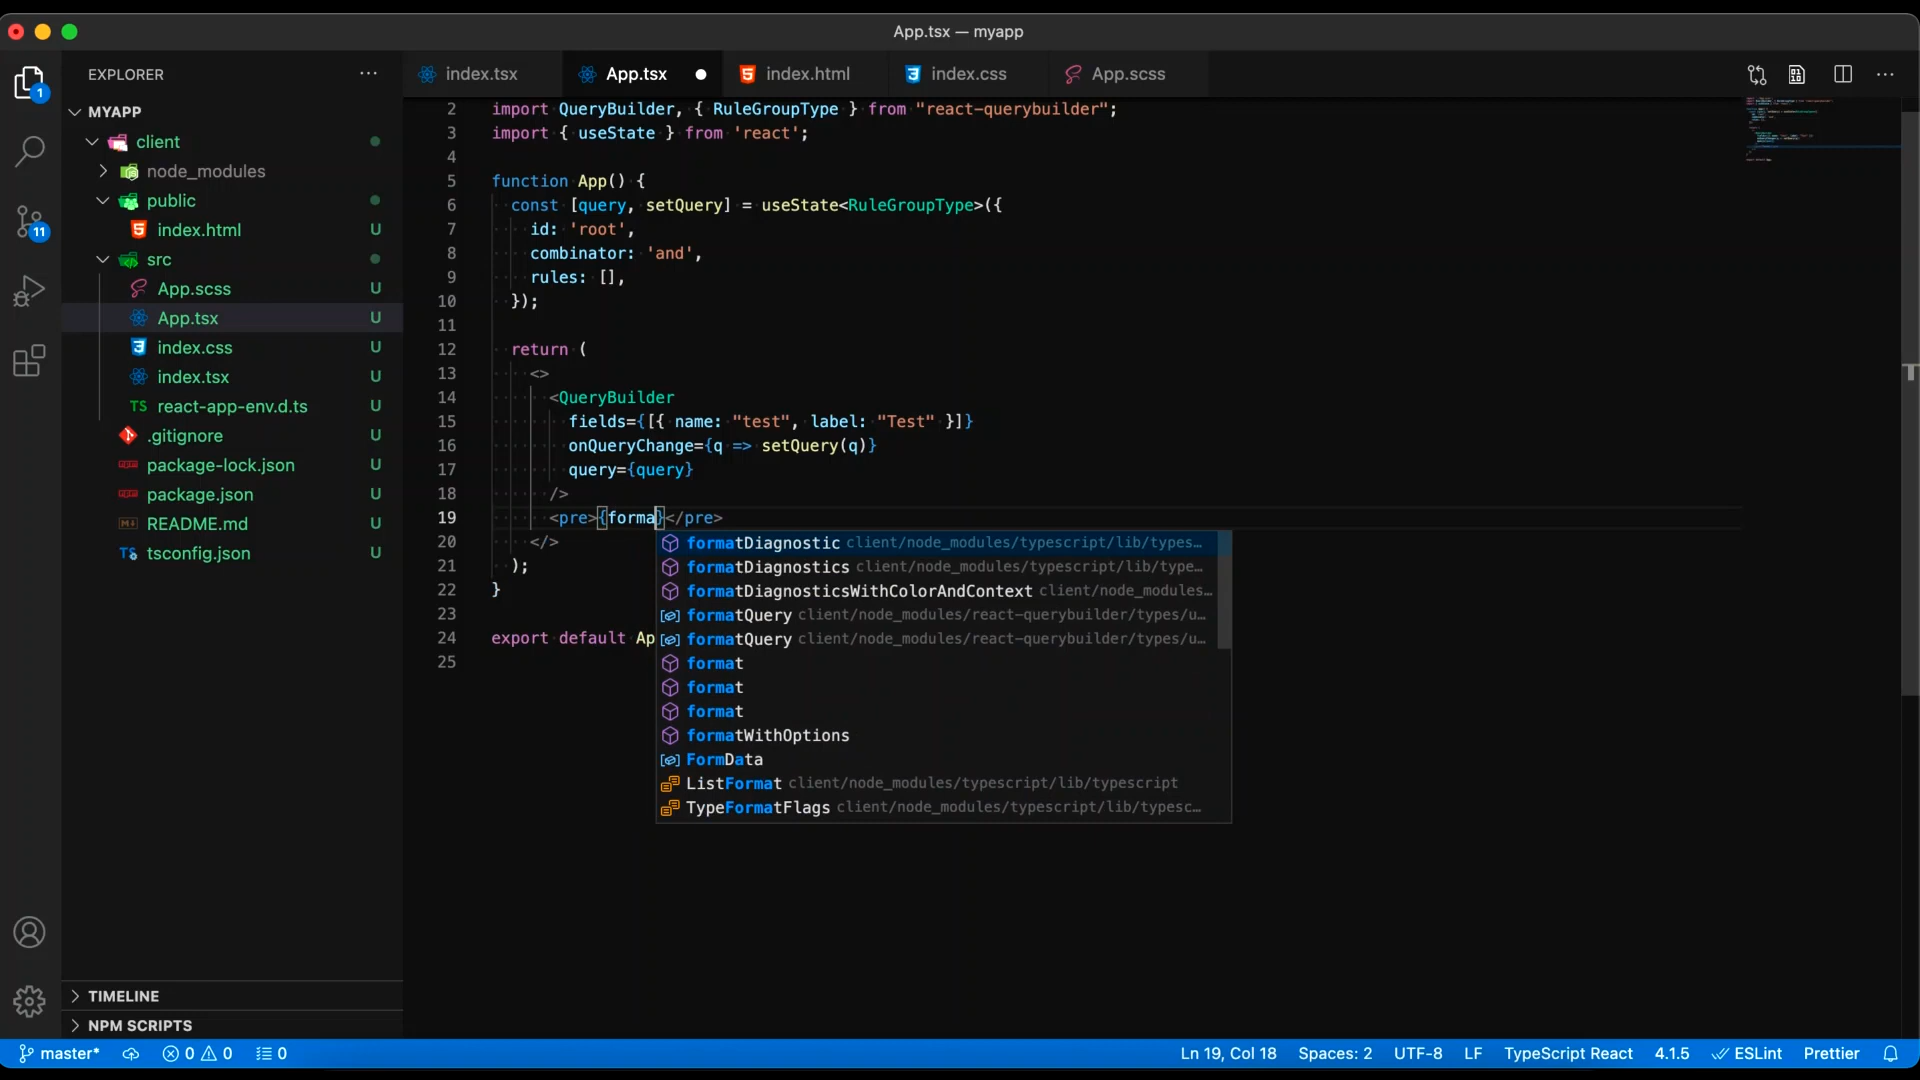 App.tsx — myapp
EXPLORER
1
MYAPP
client
node_modules
public
index.html U
src
App.scss U
App.tsx U
index.css U
index.tsx U
TS react-app-env.d.ts U
.gitignore U
package-lock.json U
package.json U
README.md U
tsconfig.json U
11
TIMELINE
NPM SCRIPTS
index.tsx App.tsx index.html index.css App.scss
2 import QueryBuilder, { RuleGroupType } from "react-querybuilder";
3 import { useState } from 'react';
4
5 function App() {
6 const [query, setQuery] = useState<RuleGroupType>({
7 id: 'root',
8 combinator: 'and',
9 rules: [],
10 });
11
12 return (
13 <>
14 <QueryBuilder
15 fields={[{ name: "test", label: "Test" }]}
16 onQueryChange={q => setQuery(q)}
17 query={query}
18 />
19 <pre>{forma}</pre>
20 </>
21 );
22 }
23
24 export default Ap
25
formatDiagnostic client/node_modules/typescript/lib/types…
formatDiagnostics client/node_modules/typescript/lib/type…
formatDiagnosticsWithColorAndContext client/node_modules…
formatQuery client/node_modules/react-querybuilder/types/u…
formatQuery client/node_modules/react-querybuilder/types/u…
format
format
format
formatWithOptions
FormData
ListFormat client/node_modules/typescript/lib/typescript
TypeFormatFlags client/node_modules/typescript/lib/typesc…
master* 0 0 0 Ln 19, Col 18 Spaces: 2 UTF-8 LF TypeScript React 4.1.5 ESLint Prettier